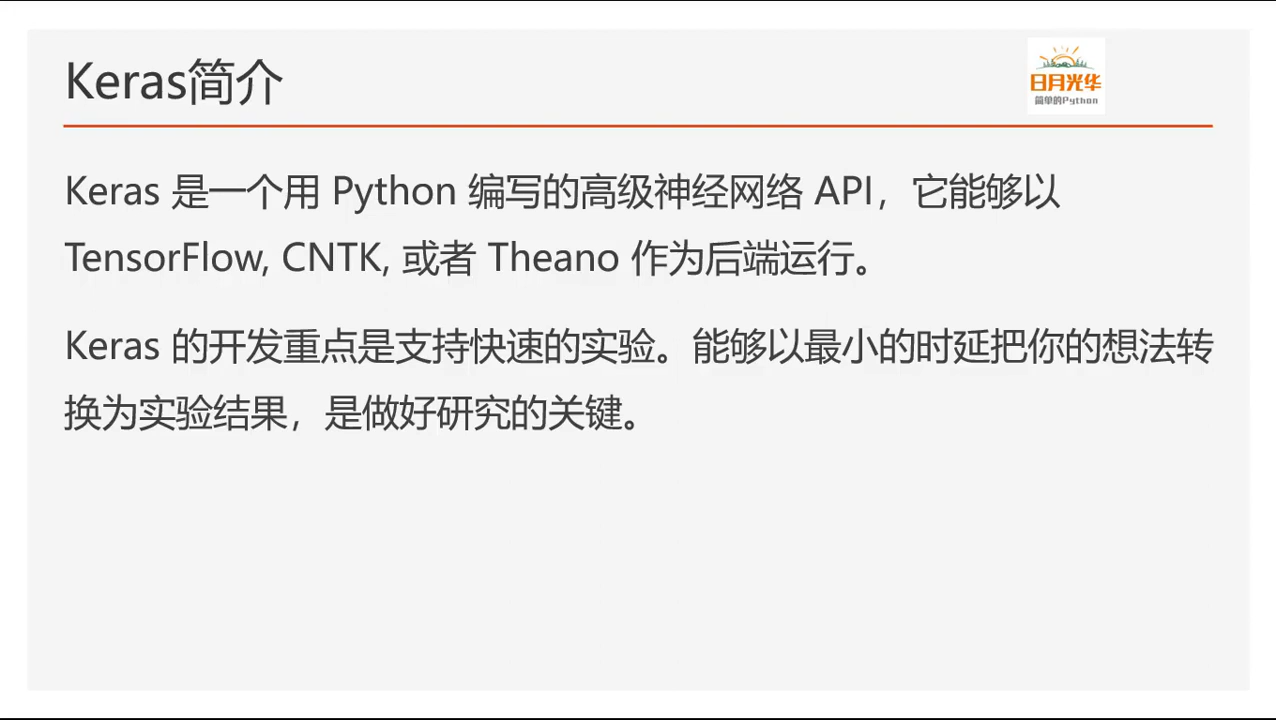 Keras简介
日月光华
简单的Python
Keras 是一个用 Python 编写的高级神经网络 API，它能够以
TensorFlow, CNTK, 或者 Theano 作为后端运行。
Keras 的开发重点是支持快速的实验。能够以最小的时延把你的想法转
换为实验结果，是做好研究的关键。